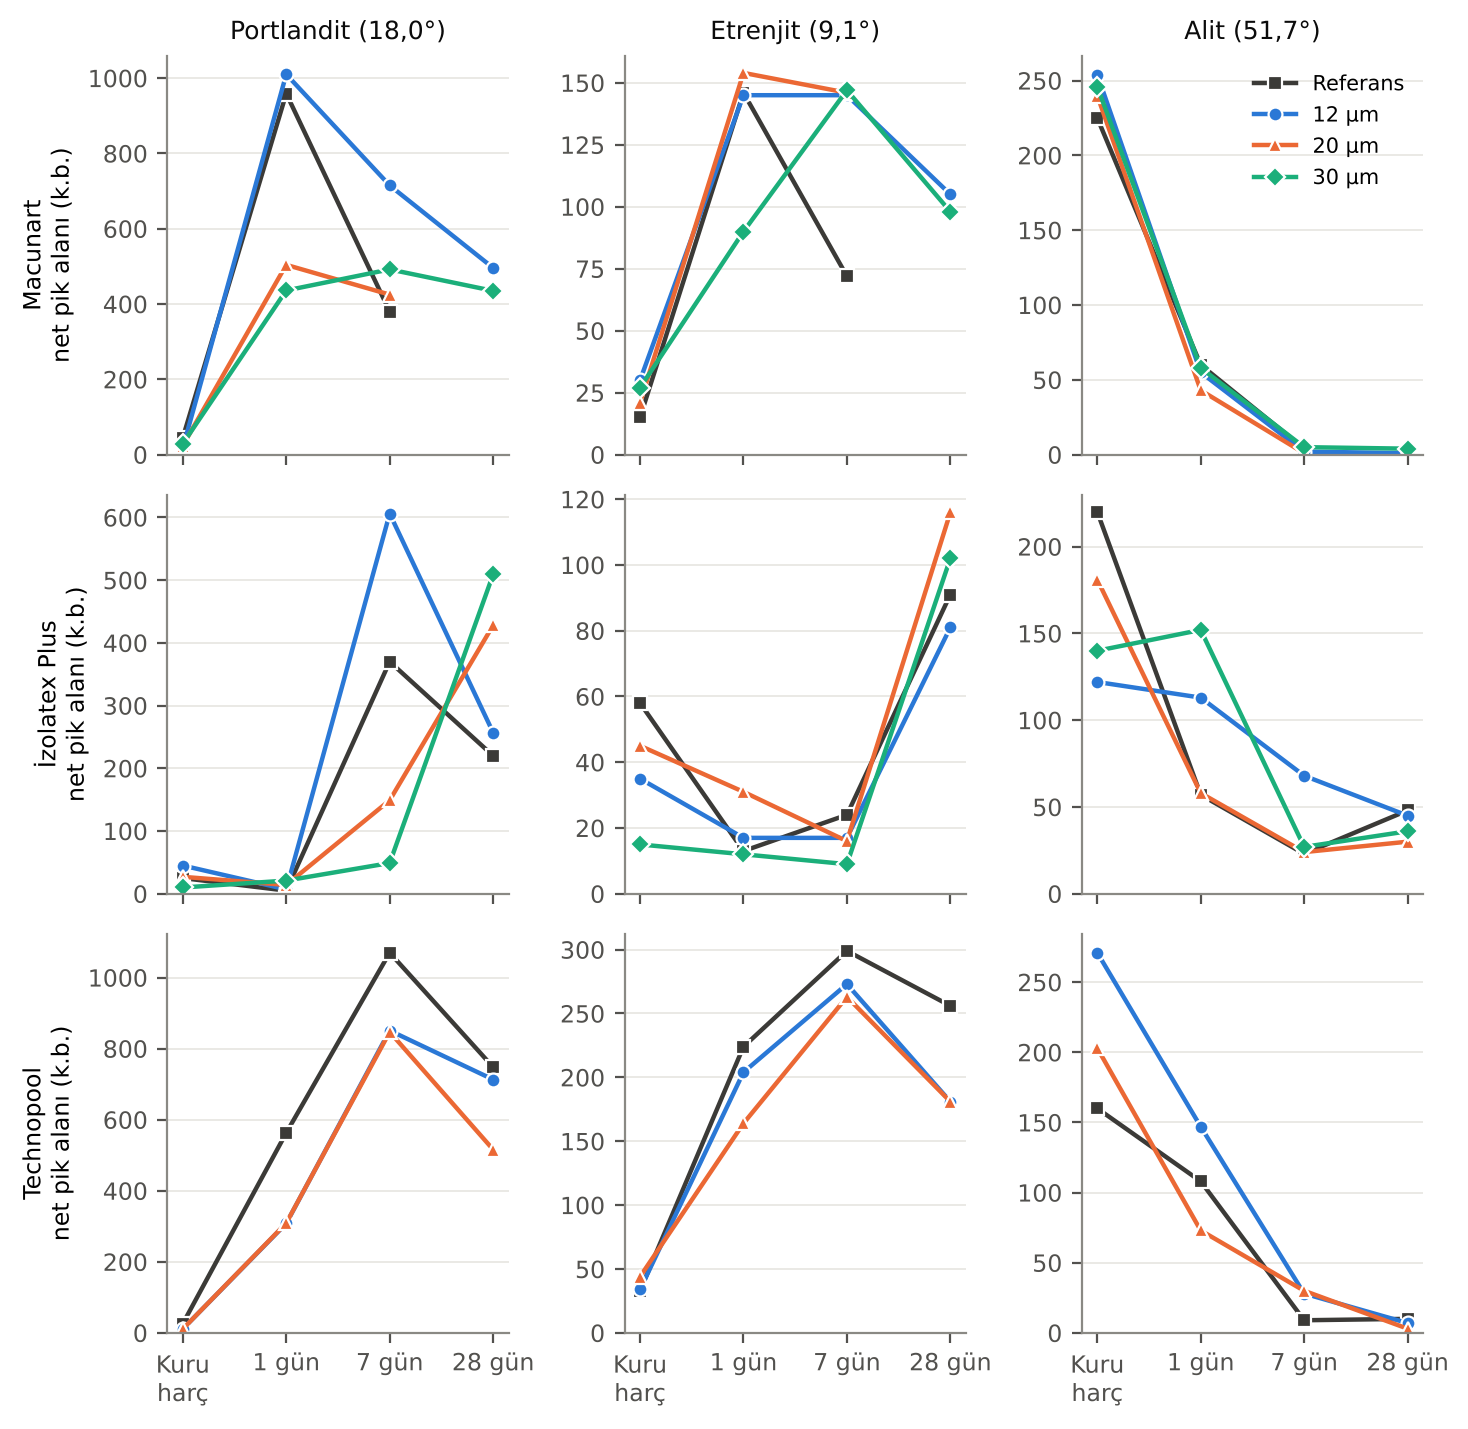 Portlandit (18,0°)
Etrenjit (9,1°)
Alit (51,7°)
Macunart
net pik alanı (k.b.)
1000
800
600
400
200
0
150
125
100
75
50
25
0
250
200
150
100
50
0
Referans
12 µm
20 µm
30 µm
İzolatex Plus
net pik alanı (k.b.)
600
500
400
300
200
100
0
120
100
80
60
40
20
0
200
150
100
50
0
Technopool
net pik alanı (k.b.)
1000
800
600
400
200
0
300
250
200
150
100
50
0
250
200
150
100
50
0
Kuru
harç
1 gün
7 gün
28 gün
Kuru
harç
1 gün
7 gün
28 gün
Kuru
harç
1 gün
7 gün
28 gün